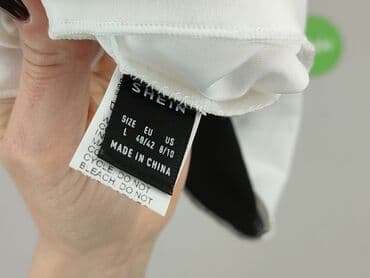 SHEIN
SIZE EU US
L 40/42 8/10
MADE IN CHINA
CYCLE. DO NOT
BLEACH. DO NOT